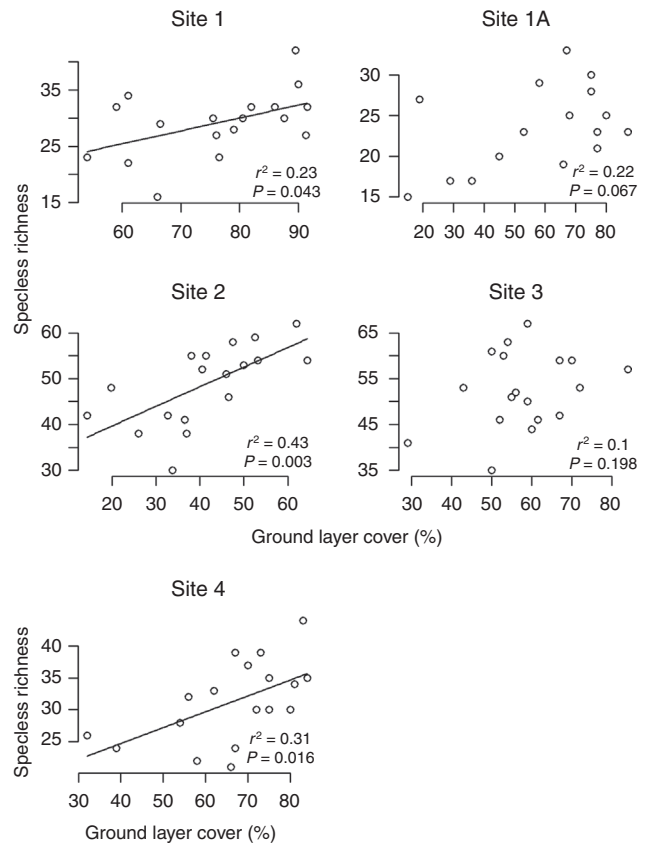 Site 1
Site 1A
Specless richness
35
25
15
60 70 80 90
r² = 0.23
P = 0.043
30
25
20
15
20 30 40 50 60 70 80
r² = 0.22
P = 0.067
Site 2
Site 3
60
50
40
30
20 30 40 50 60
r² = 0.43
P = 0.003
65
55
45
35
30 40 50 60 70 80
r² = 0.1
P = 0.198
Ground layer cover (%)
Site 4
Specless richness
40
35
30
25
30 40 50 60 70 80
r² = 0.31
P = 0.016
Ground layer cover (%)